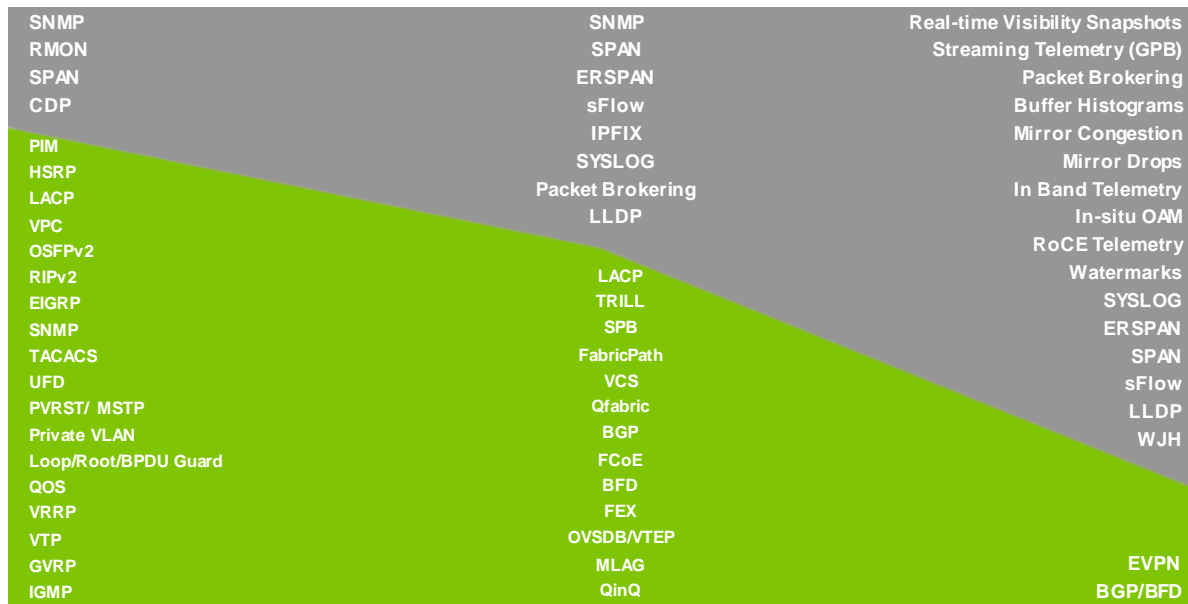 SNMP
RMON
SPAN
CDP
PIM
HSRP
LACP
VPC
OSFPv2
RIPv2
EIGRP
SNMP
TACACS
UFD
PVRST/ MSTP
Private VLAN
Loop/Root/BPDU Guard
QOS
VRRP
VTP
GVRP
IGMP
SNMP
SPAN
ERSPAN
sFlow
IPFIX
SYSLOG
Packet Brokering
LLDP
LACP
TRILL
SPB
FabricPath
VCS
Qfabric
BGP
FCoE
BFD
FEX
OVSDB/VTEP
MLAG
QinQ
Real-time Visibility Snapshots
Streaming Telemetry (GPB)
Packet Brokering
Buffer Histograms
Mirror Congestion
Mirror Drops
In Band Telemetry
In-situ OAM
RoCE Telemetry
Watermarks
SYSLOG
ERSPAN
SPAN
sFlow
LLDP
WJH
EVPN
BGP/BFD